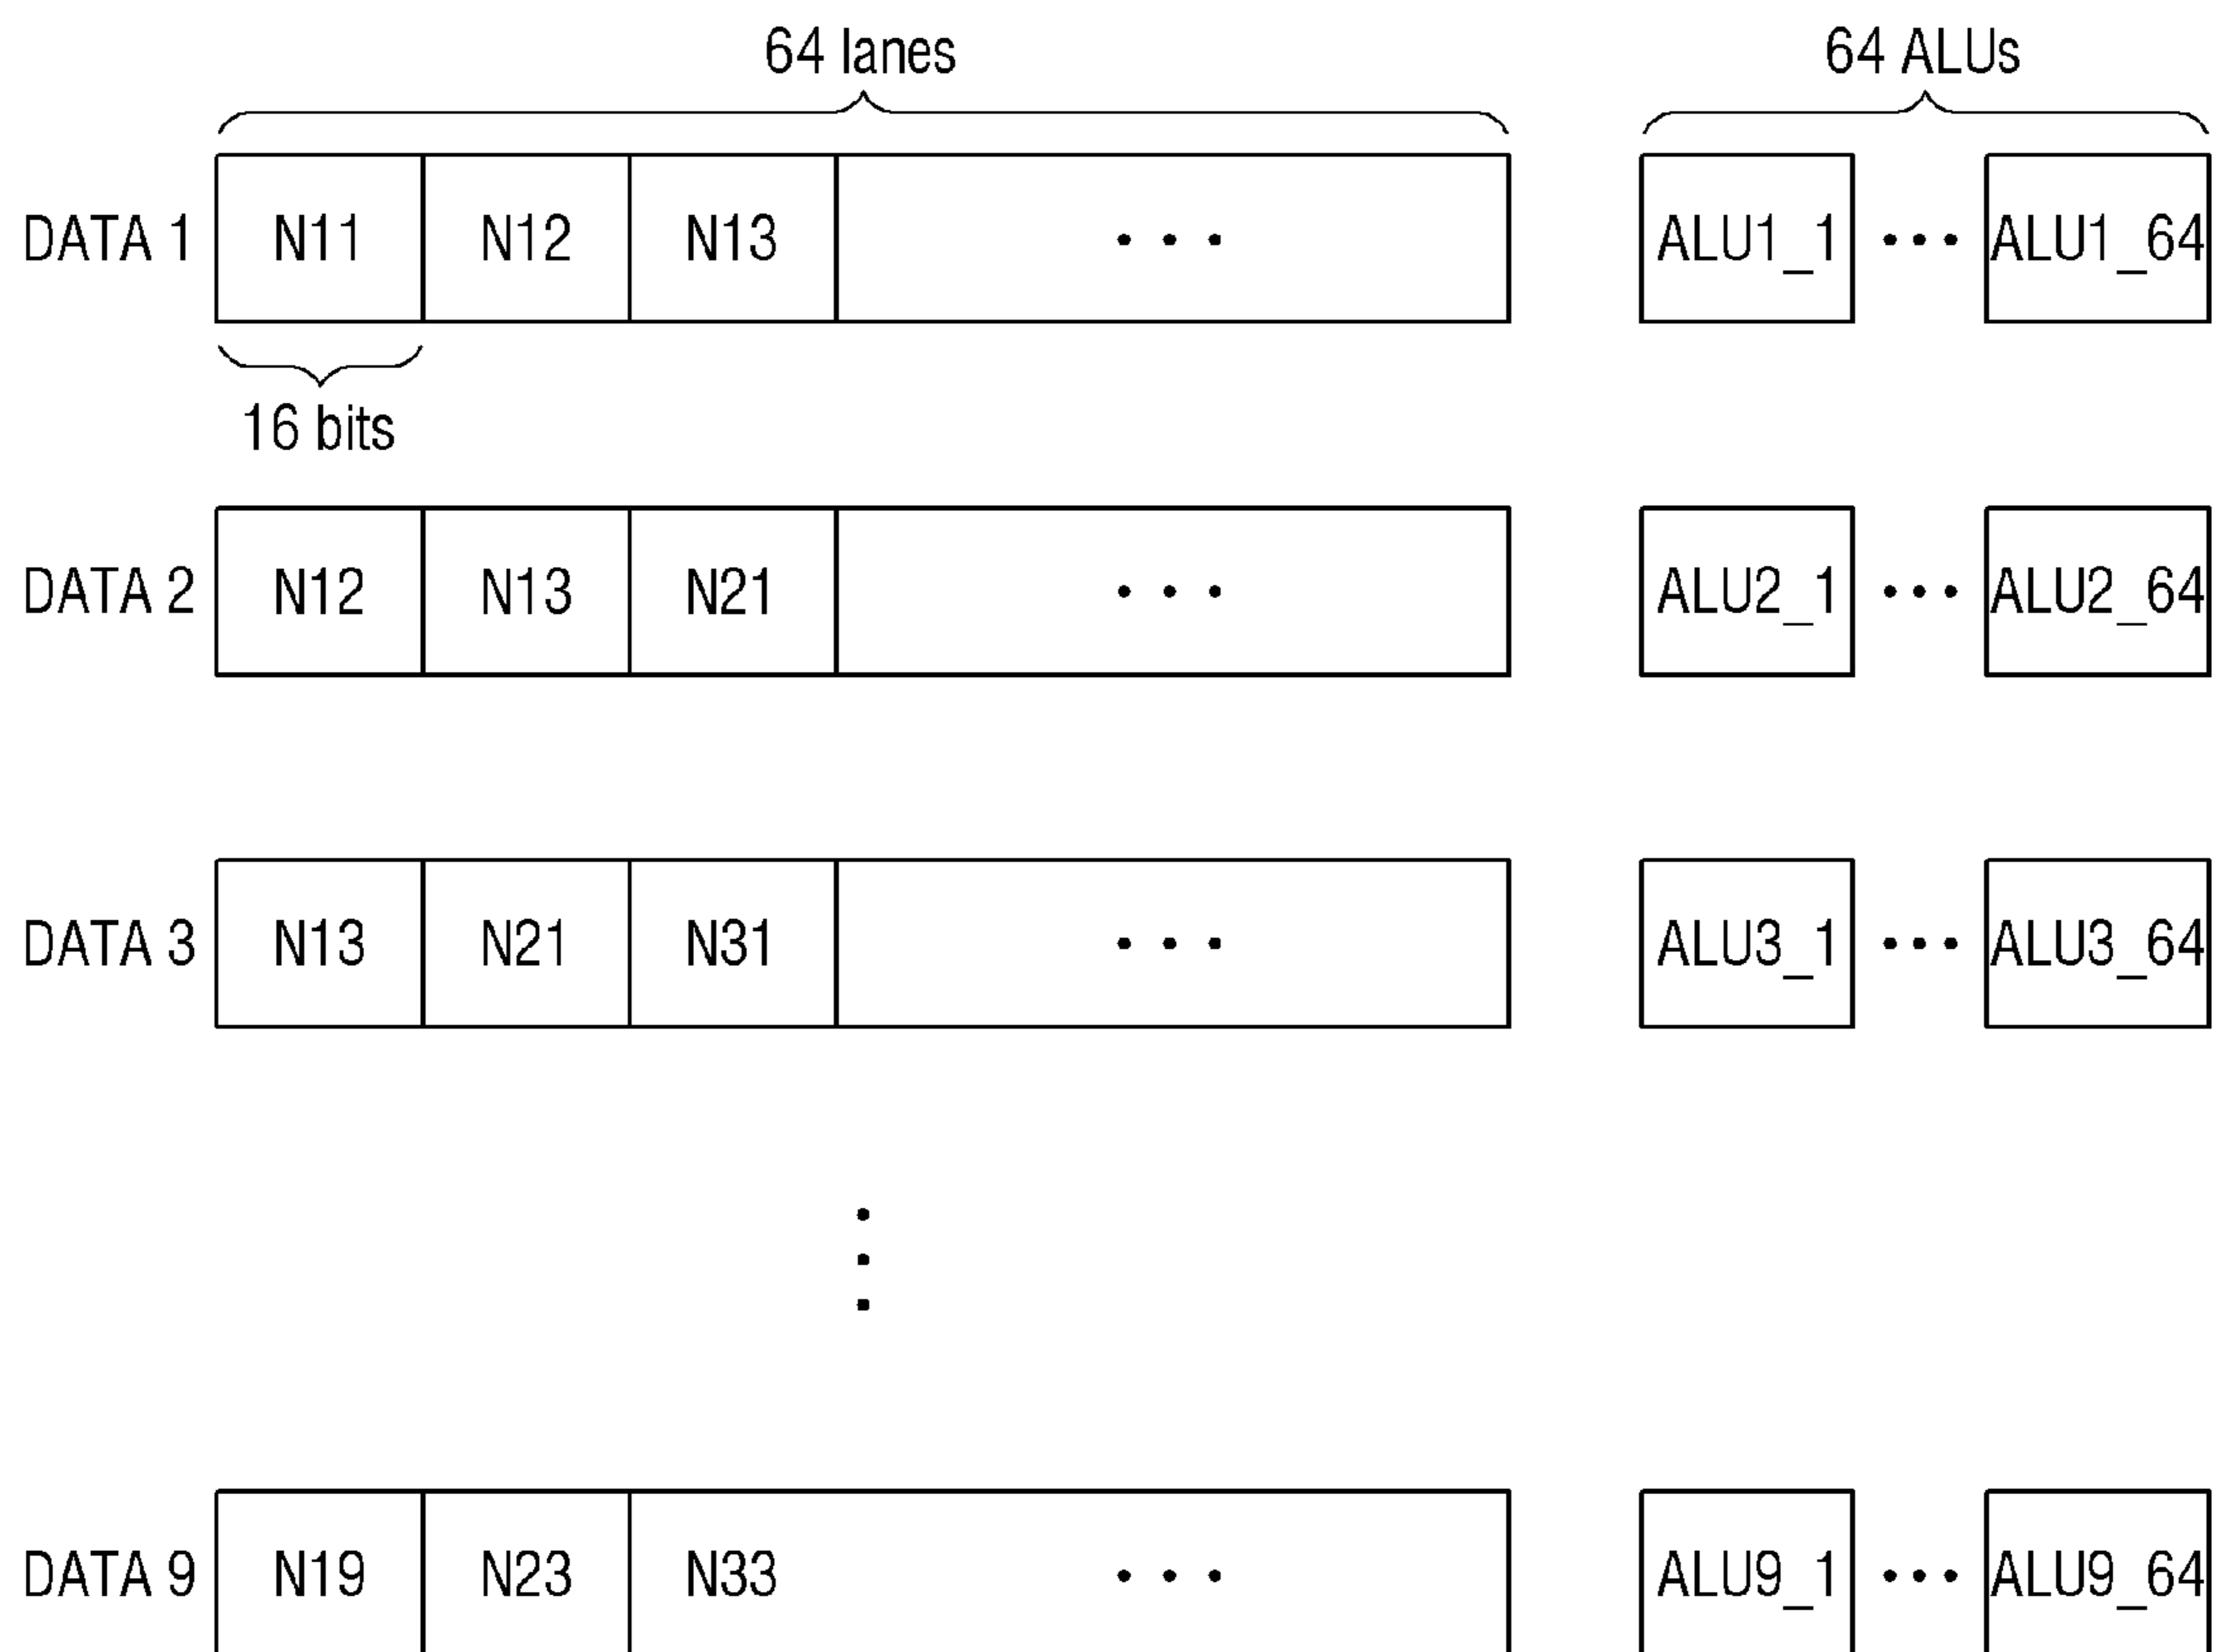 64 lanes 64 ALUs
DATA 1 N11 N12 N13 • • • ALU1_1 ••• ALU1_64
16 bits
DATA 2 N12 N13 N21 • • • ALU2_1 ••• ALU2_64
DATA 3 N13 N21 N31 • • • ALU3_1 ••• ALU3_64
DATA 9 N19 N23 N33 • • • ALU9_1 ••• ALU9_64